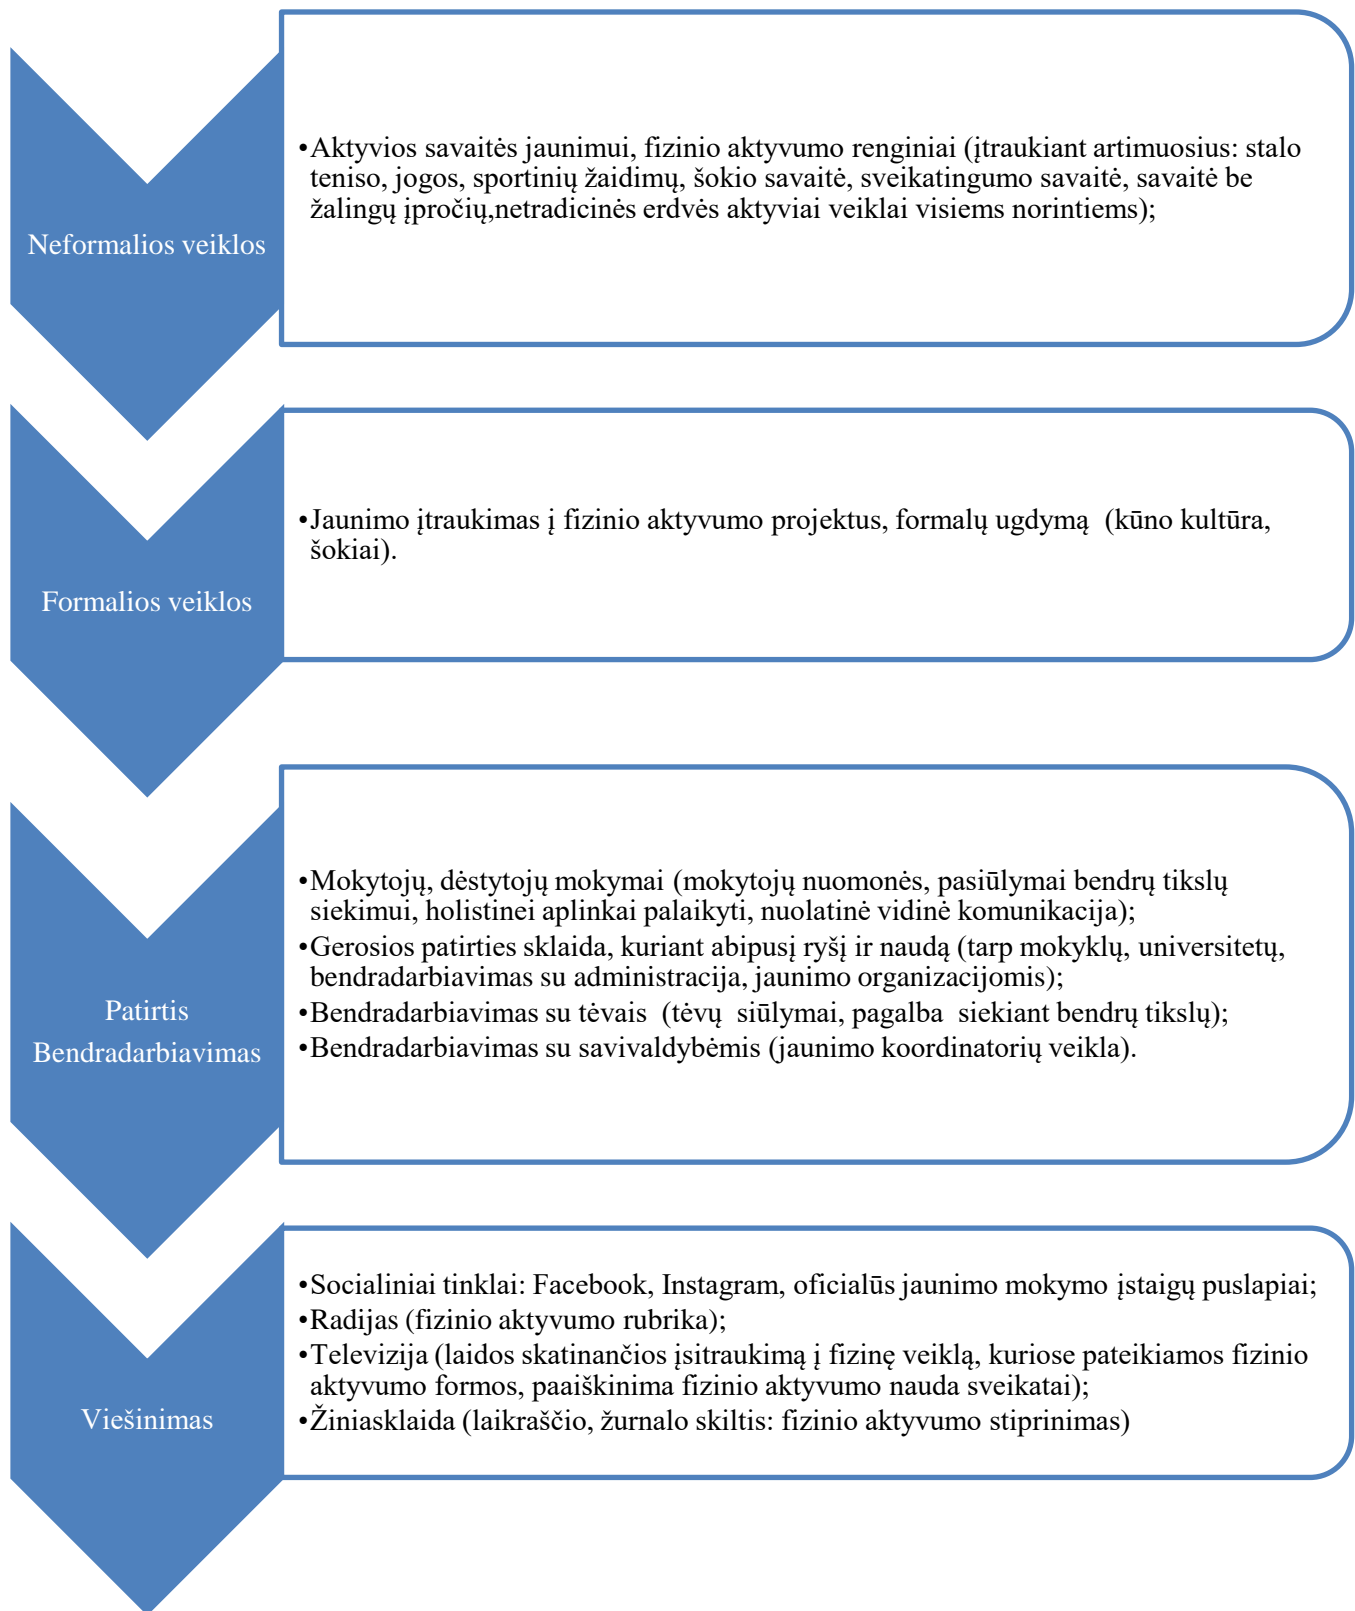 Neformalios veiklos
•Aktyvios savaitės jaunimui, fizinio aktyvumo renginiai (įtraukiant artimuosius: stalo
teniso, jogos, sportinių žaidimų, šokio savaitė, sveikatingumo savaitė, savaitė be
žalingų įpročių,netradicinės erdvės aktyviai veiklai visiems norintiems);
Formalios veiklos
•Jaunimo įtraukimas į fizinio aktyvumo projektus, formalų ugdymą  (kūno kultūra,
šokiai).
Patirtis
Bendradarbiavimas
•Mokytojų, dėstytojų mokymai (mokytojų nuomonės, pasiūlymai bendrų tikslų
siekimui, holistinei aplinkai palaikyti, nuolatinė vidinė komunikacija);
•Gerosios patirties sklaida, kuriant abipusį ryšį ir naudą (tarp mokyklų, universitetų,
bendradarbiavimas su administracija, jaunimo organizacijomis);
•Bendradarbiavimas su tėvais  (tėvų  siūlymai, pagalba  siekiant bendrų tikslų);
•Bendradarbiavimas su savivaldybėmis (jaunimo koordinatorių veikla).
Viešinimas
•Socialiniai tinklai: Facebook, Instagram, oficialūs jaunimo mokymo įstaigų puslapiai;
•Radijas (fizinio aktyvumo rubrika);
•Televizija (laidos skatinančios įsitraukimą į fizinę veiklą, kuriose pateikiamos fizinio
aktyvumo formos, paaiškinima fizinio aktyvumo nauda sveikatai);
•Žiniasklaida (laikraščio, žurnalo skiltis: fizinio aktyvumo stiprinimas)